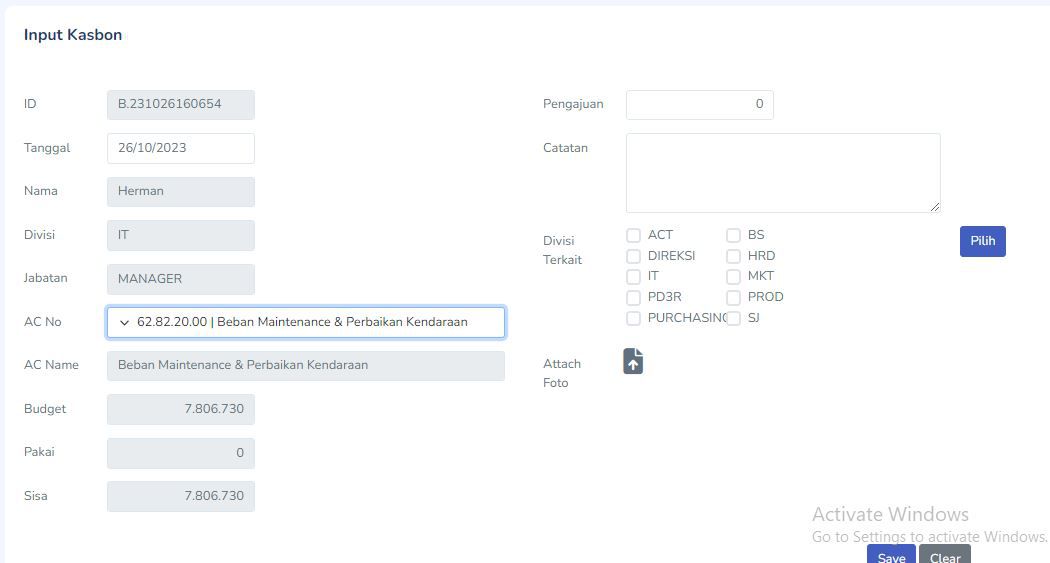 Input Kasbon
ID
B.231026160654
Tanggal
26/10/2023
Nama
Herman
Divisi
IT
Jabatan
MANAGER
AC No
62.82.20.00 | Beban Maintenance & Perbaikan Kendaraan
AC Name
Beban Maintenance & Perbaikan Kendaraan
Budget
7.806.730
Pakai
0
Sisa
7.806.730
Pengajuan
0
Catatan
Divisi
Terkait
ACT
BS
DIREKSI
HRD
IT
MKT
PD3R
PROD
PURCHASING
SJ
Pilih
Attach
Foto
Activate Windows
Go to Settings to activate Windows.
Save
Clear